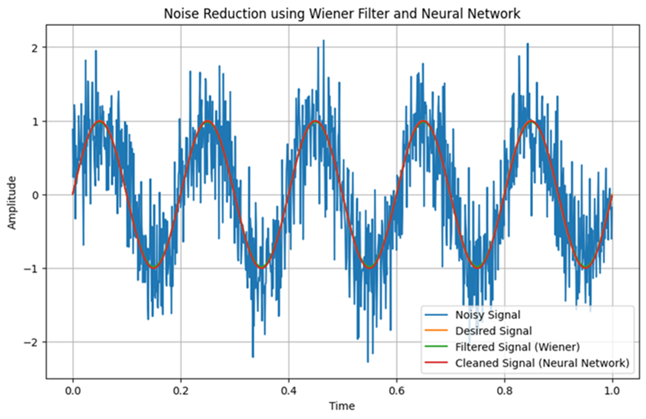 Noise Reduction using Wiener Filter and Neural Network
2
1
0
−1
−2
Amplitude
Noisy Signal
Desired Signal
Filtered Signal (Wiener)
Cleaned Signal (Neural Network)
0.0 0.2 0.4 0.6 0.8 1.0
Time